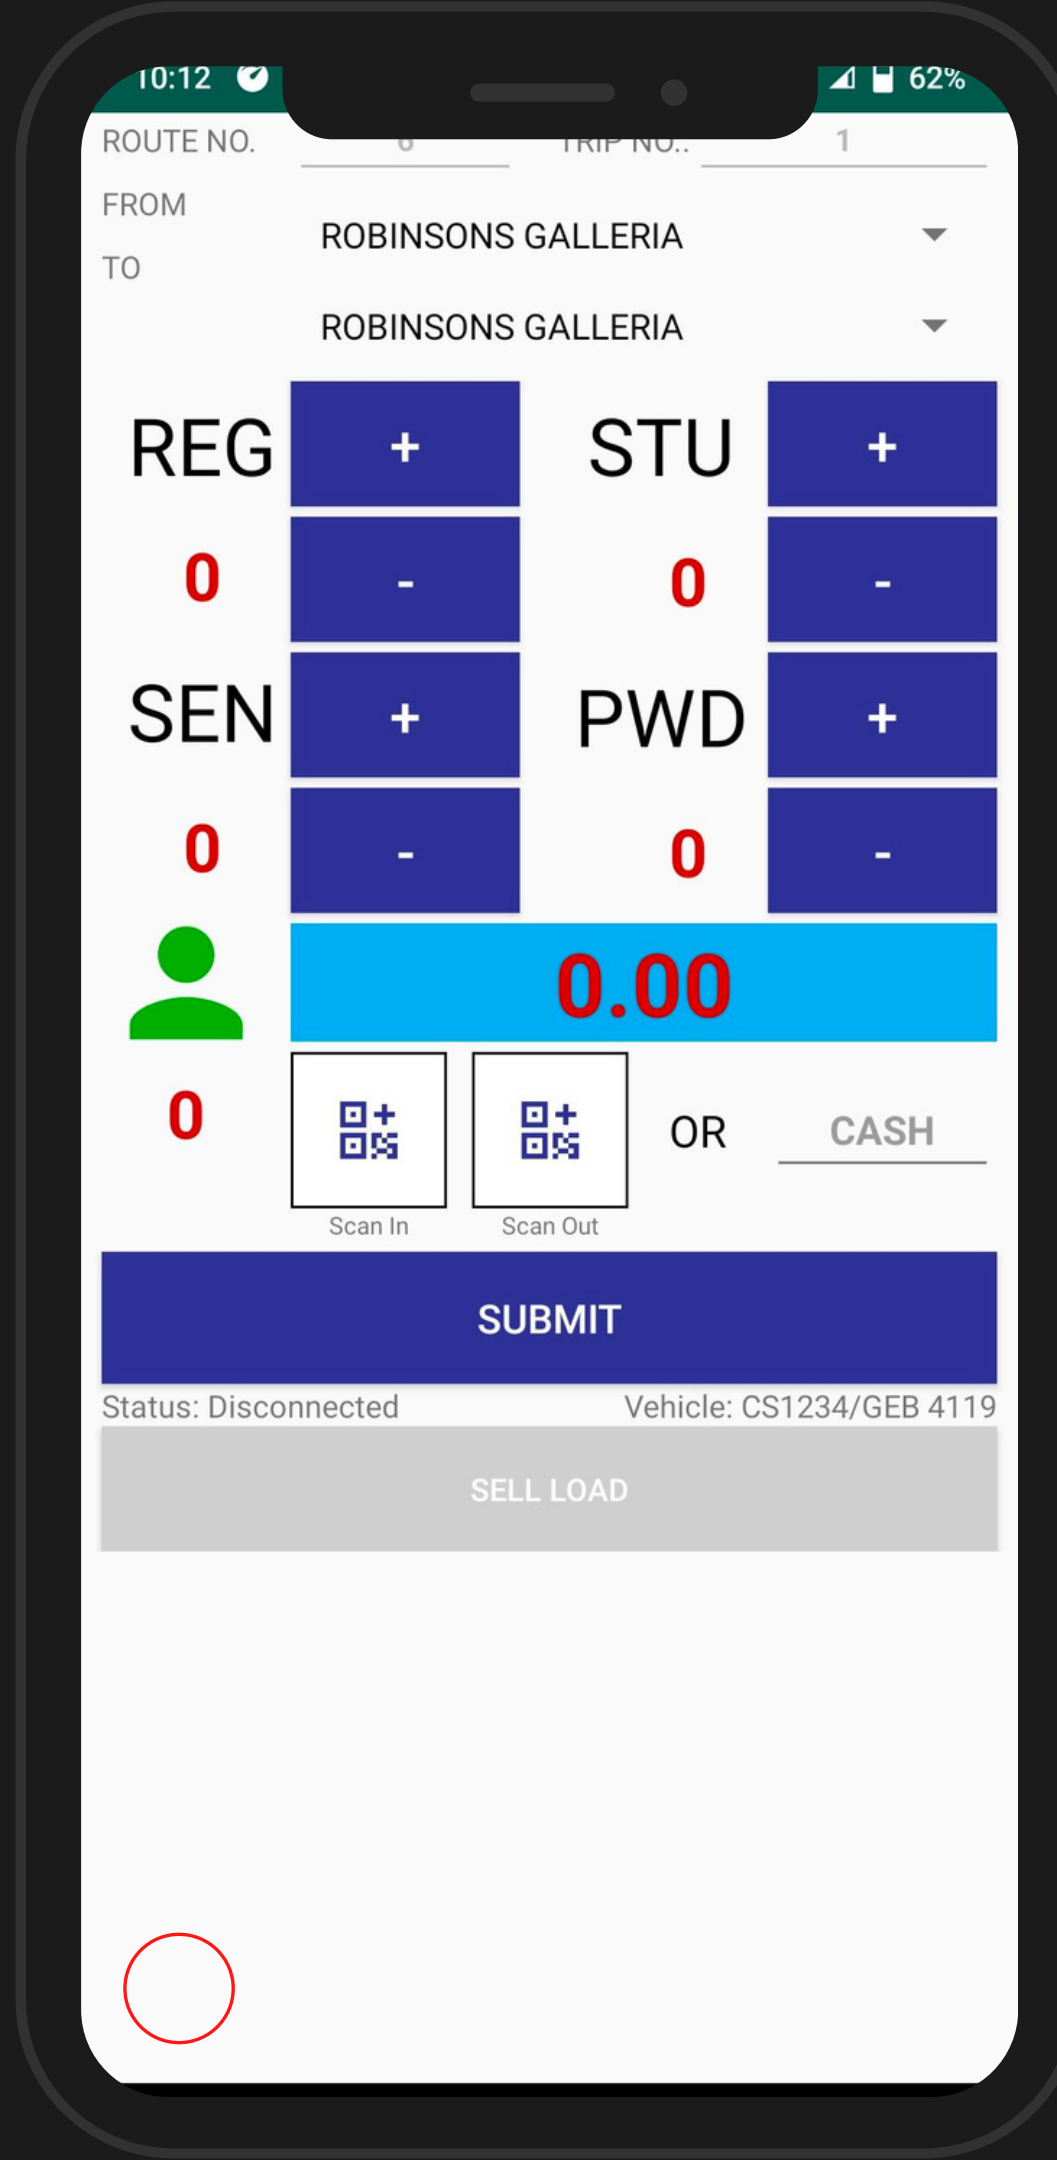 10:12 62%
ROUTE NO. 6 TRIP NO.: 1
FROM
ROBINSONS GALLERIA
TO
ROBINSONS GALLERIA
REG + STU +
0 - 0 -
SEN + PWD +
0 - 0 -
0.00
0 OR CASH
Scan In Scan Out
SUBMIT
Status: Disconnected Vehicle: CS1234/GEB 4119
SELL LOAD